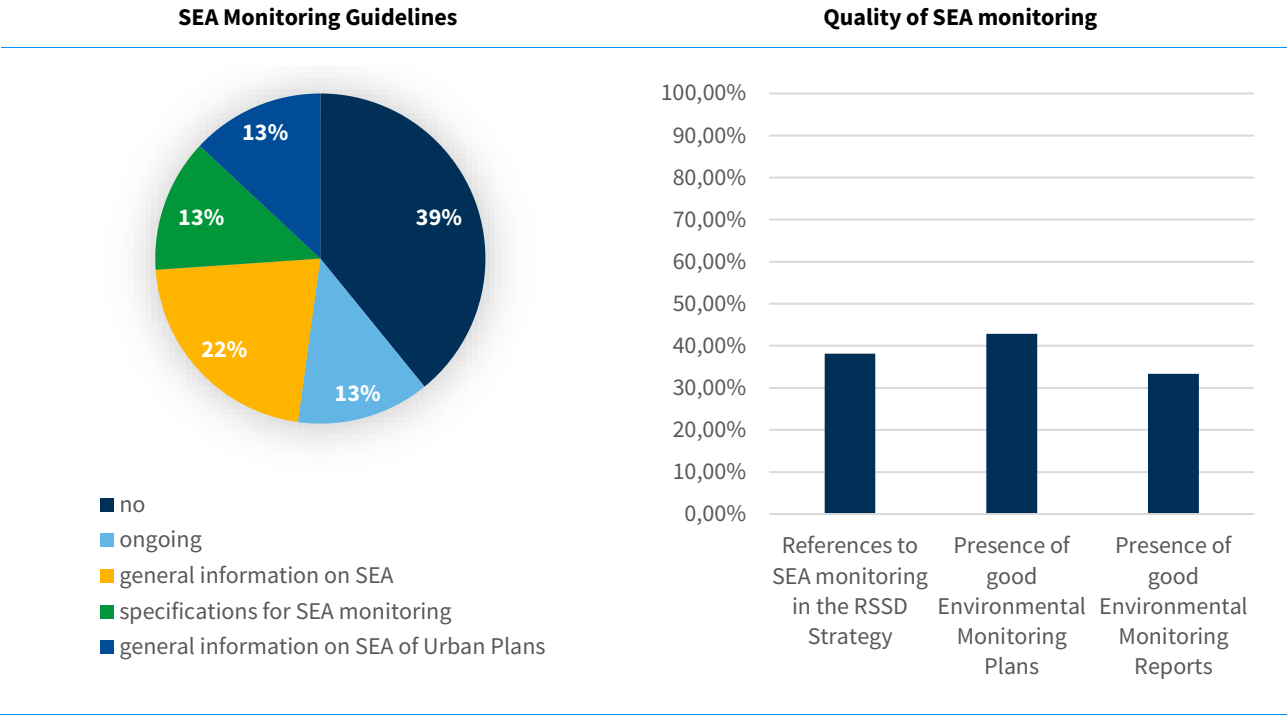 SEA Monitoring Guidelines
13%
39%
13%
22%
13%
no
ongoing
general information on SEA
specifications for SEA monitoring
general information on SEA of Urban Plans
Quality of SEA monitoring
100,00%
90,00%
80,00%
70,00%
60,00%
50,00%
40,00%
30,00%
20,00%
10,00%
0,00%
References to
SEA monitoring
in the RSSD
Strategy
Presence of
good
Environmental
Monitoring
Plans
Presence of
good
Environmental
Monitoring
Reports